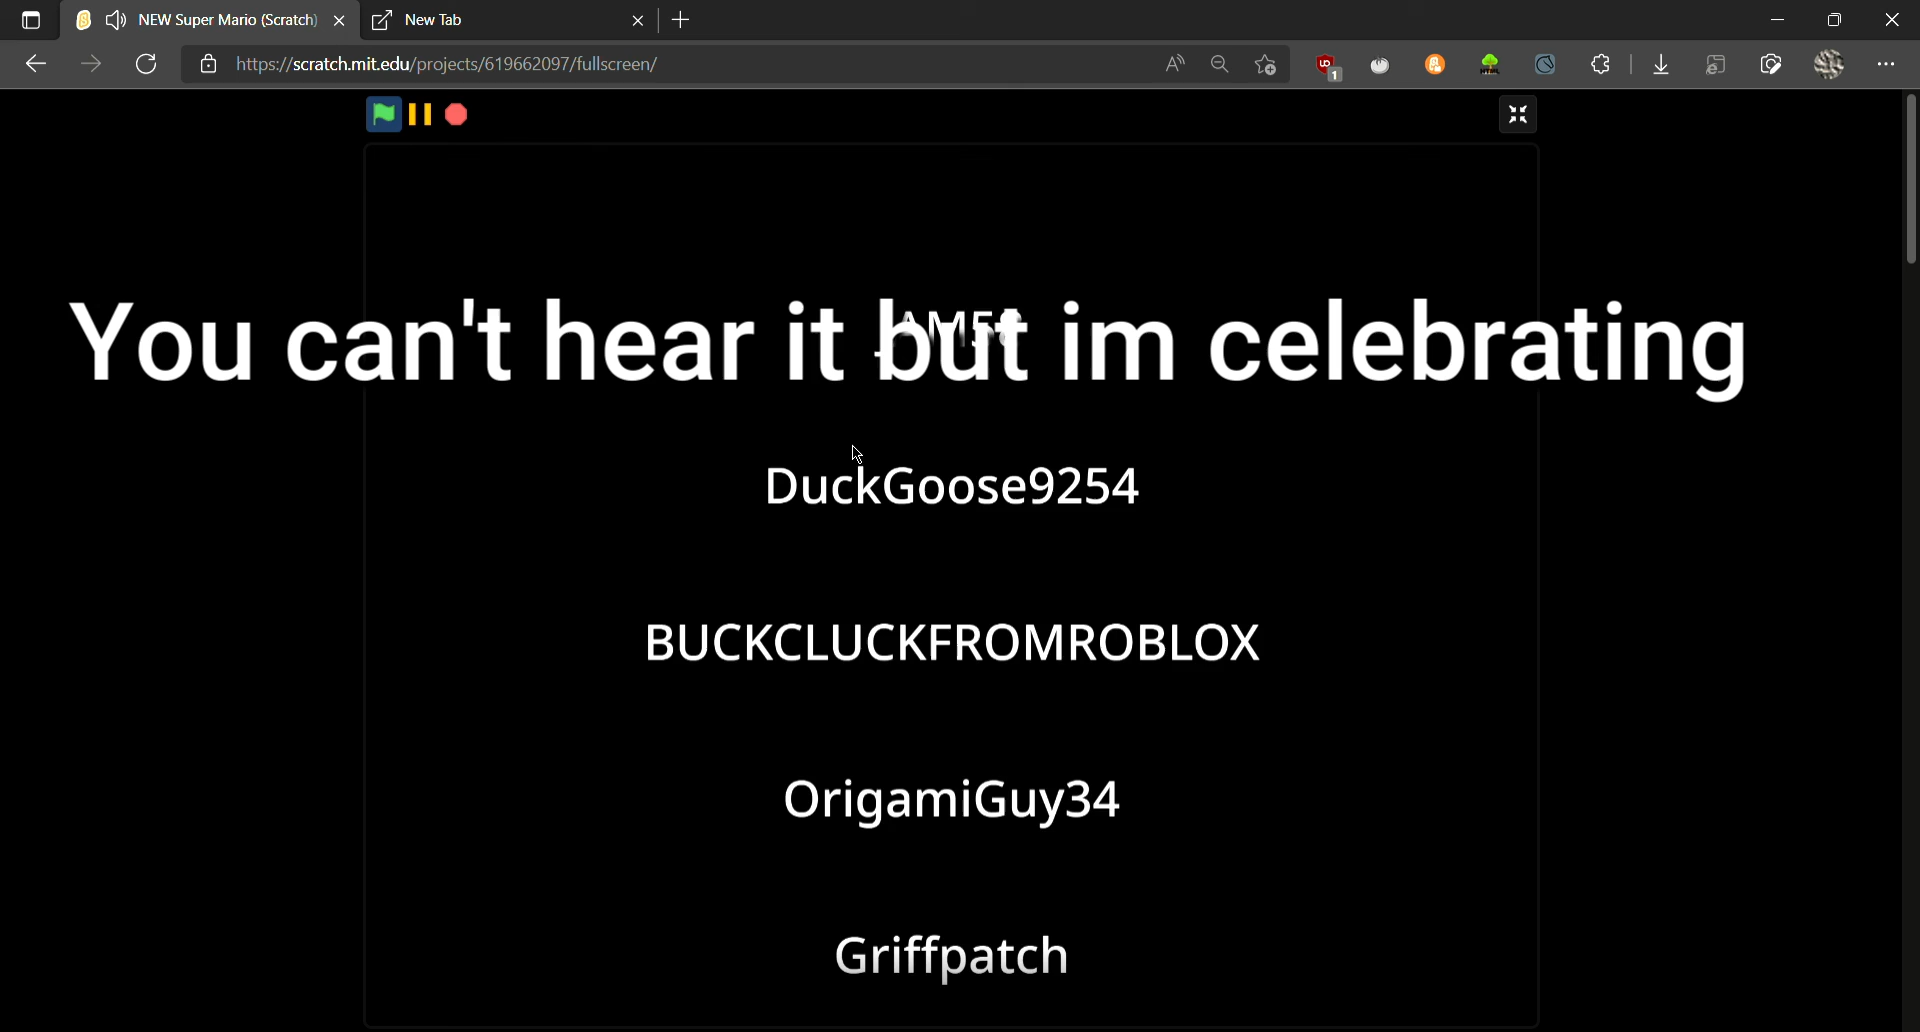 NEW Super Mario (Scratch)
New Tab
https://scratch.mit.edu/projects/619662097/fullscreen/
1
You can't hear it but im celebrating
DuckGoose9254
BUCKCLUCKFROMROBLOX
OrigamiGuy34
Griffpatch